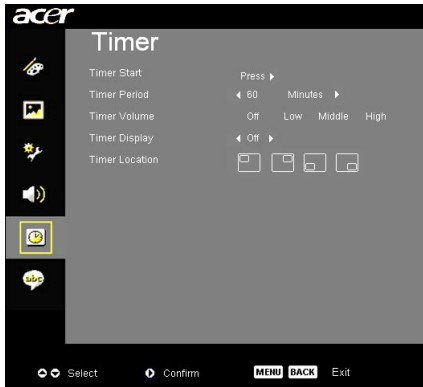 acer
Timer
Timer Start Press
Timer Period 60 Minutes
Timer Volume Off Low Middle High
Timer Display Off
Timer Location
abc
Select Confirm MENU BACK Exit